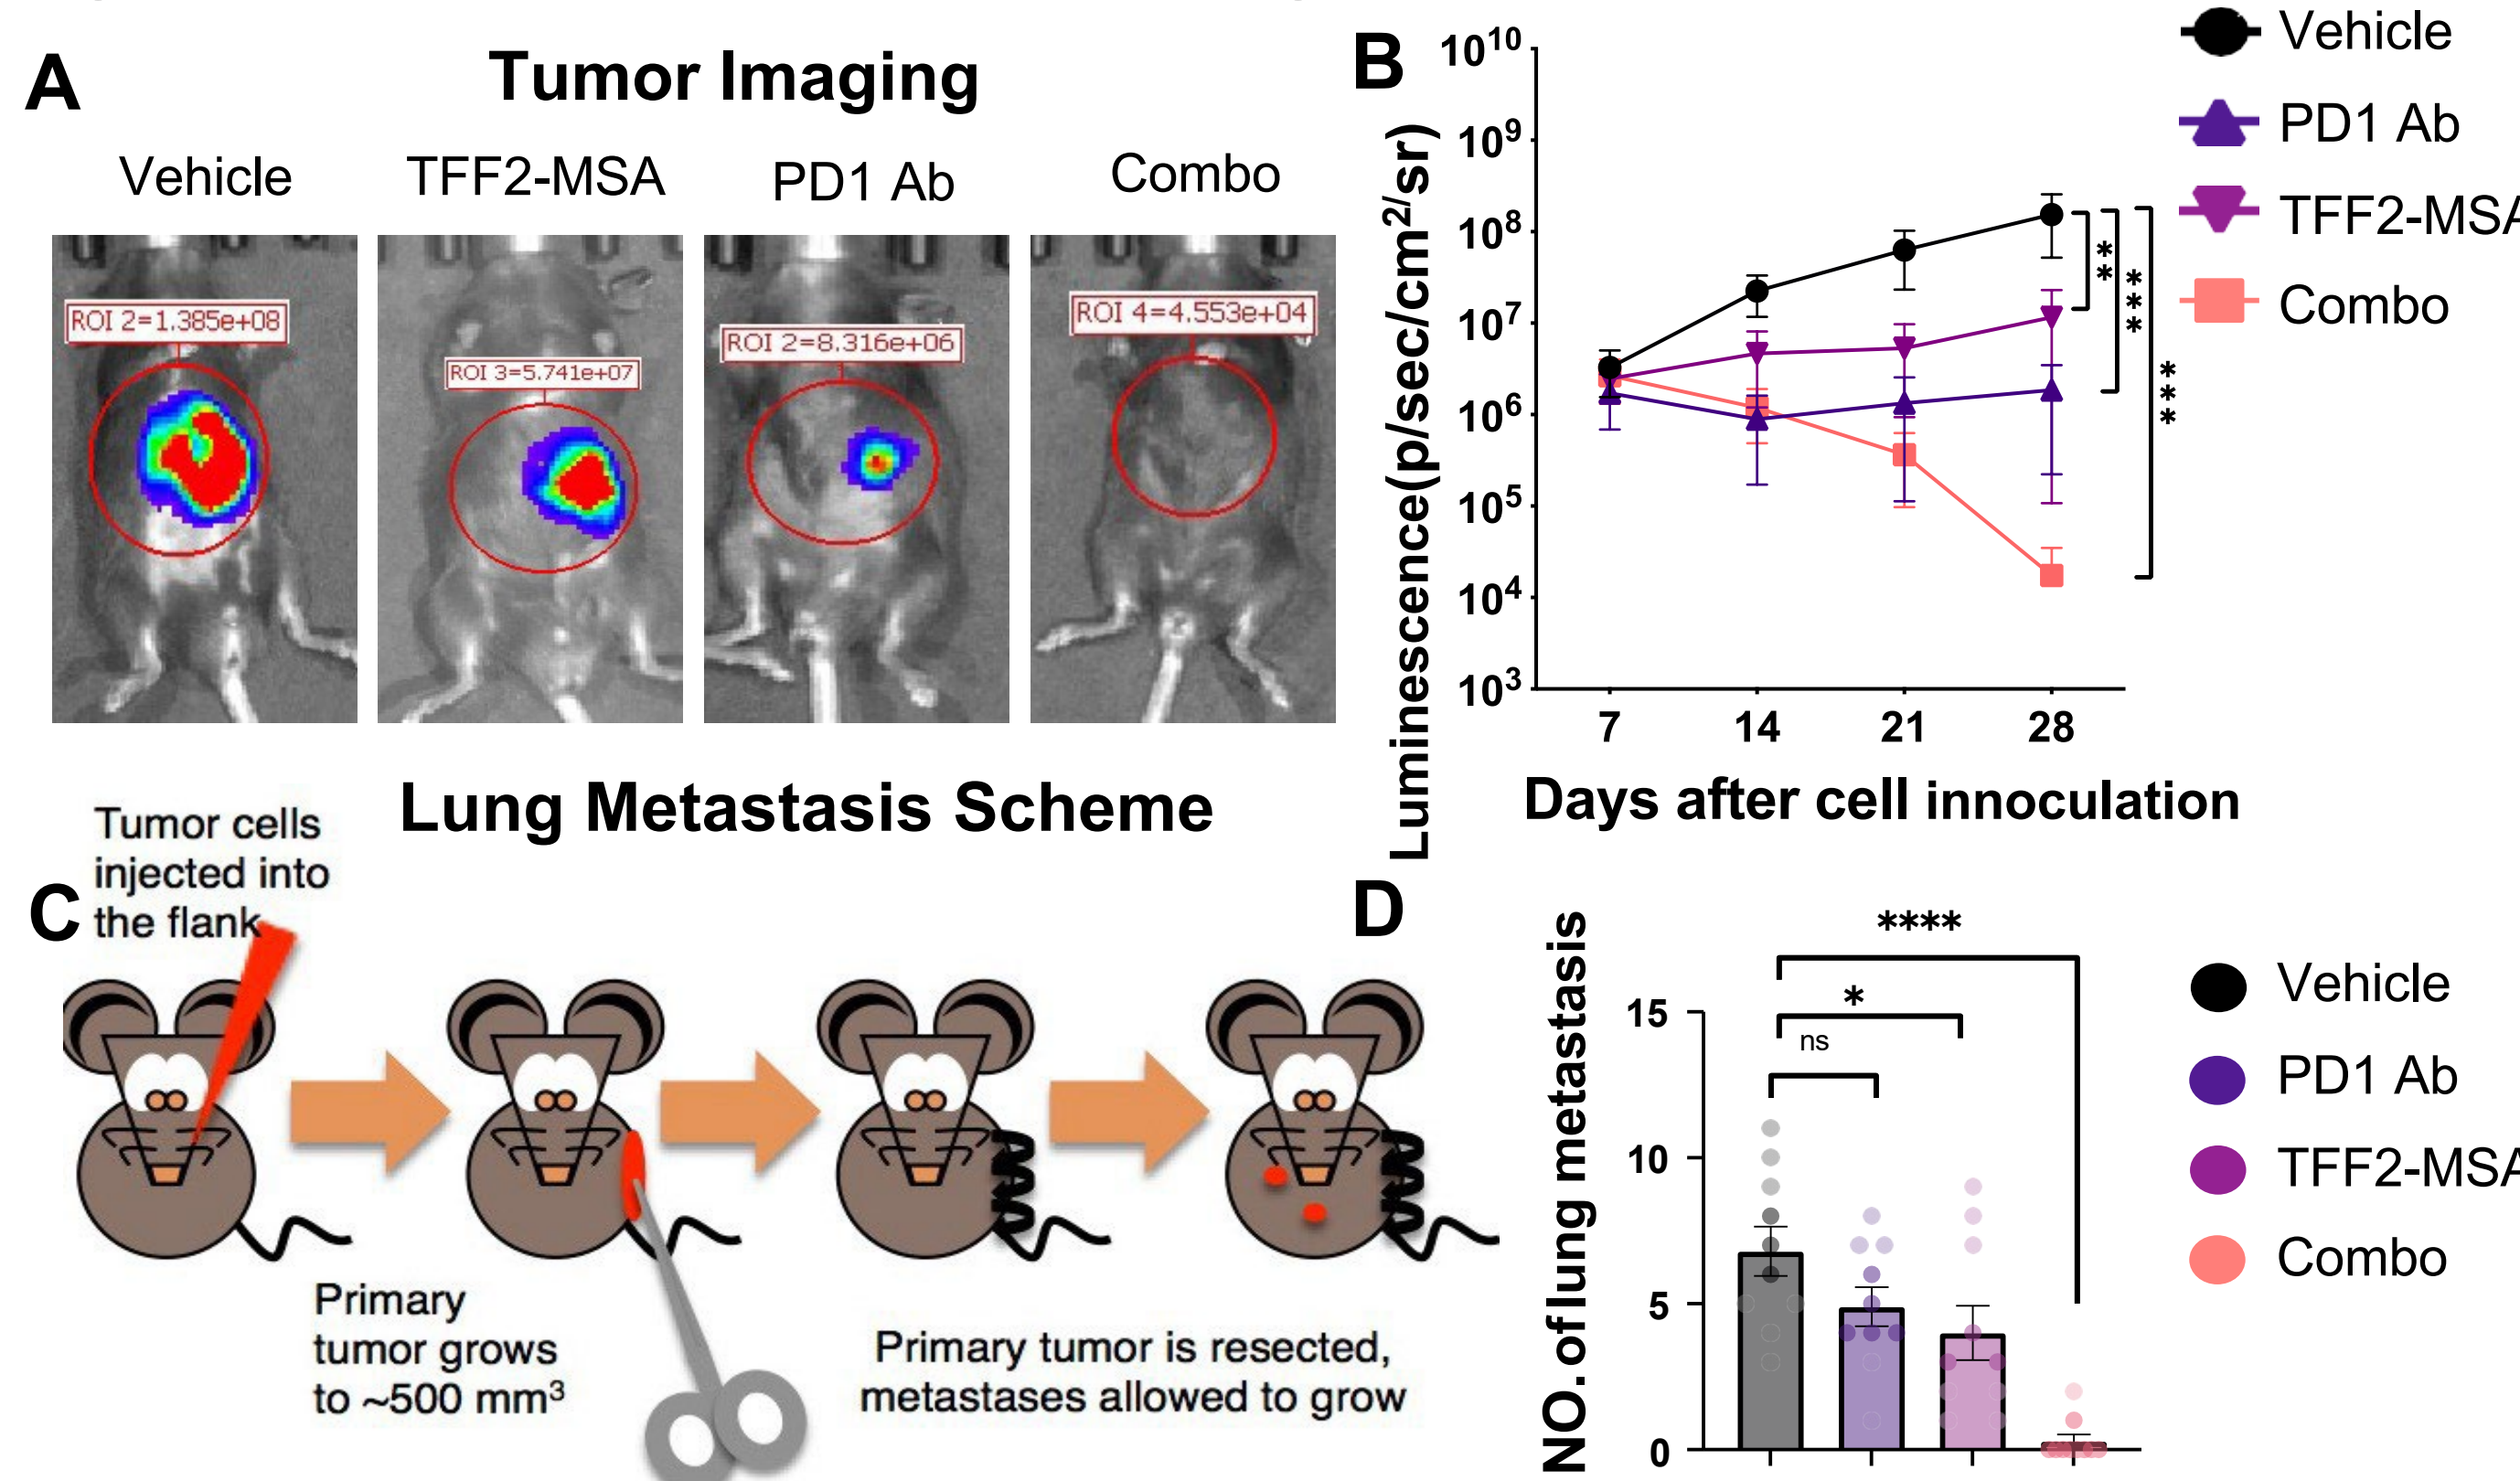 A
Tumor Imaging
Vehicle
TFF2-MSA
PD1 Ab
Combo
ROI 2=1.385e+08
ROI 3=5.741e+07
ROI 2=8.316e+06
ROI 4=4.553e+04
B
Luminescence(p/sec/cm²/sr)
10¹⁰
10⁹
10⁸
10⁷
10⁶
10⁵
10⁴
10³
7
14
21
28
Days after cell innoculation
**
***
***
Vehicle
PD1 Ab
TFF2-MSA
Combo
Lung Metastasis Scheme
C
Tumor cells
injected into
the flank
Primary
tumor grows
to ~500 mm³
Primary tumor is resected,
metastases allowed to grow
D
NO. of lung metastasis
15
10
5
0
****
*
ns
Vehicle
PD1 Ab
TFF2-MSA
Combo